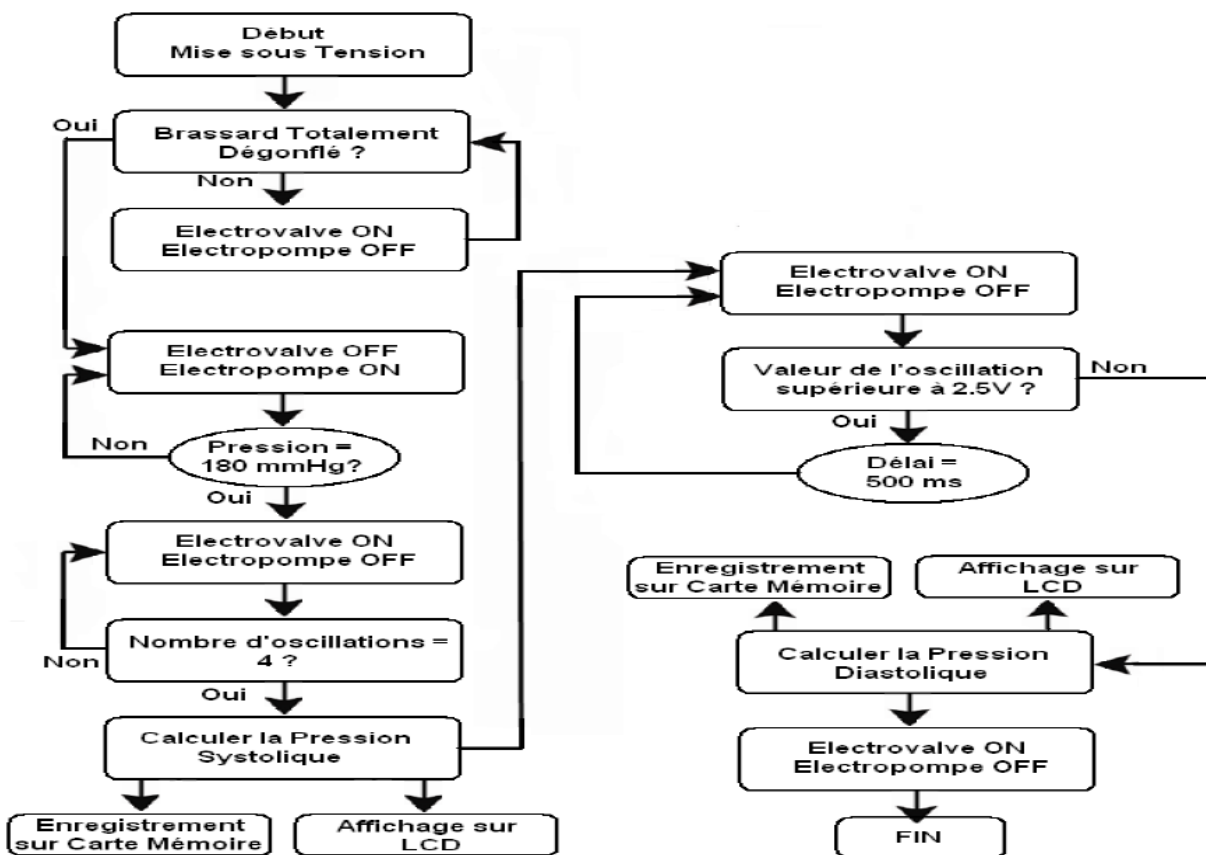 Début
Mise sous Tension
Oui
Brassard Totalement
Dégonflé ?
Non
Electrovalve ON
Electropompe OFF
Electrovalve OFF
Electropompe ON
Non
Pression =
180 mmHg?
Oui
Electrovalve ON
Electropompe OFF
Nombre d'oscillations =
4 ?
Non
Oui
Calculer la Pression
Systolique
Enregistrement
sur Carte Mémoire
Affichage sur
LCD
Electrovalve ON
Electropompe OFF
Valeur de l'oscillation
supérieure à 2.5V ?
Non
Oui
Délai =
500 ms
Enregistrement
sur Carte Mémoire
Affichage sur
LCD
Calculer la Pression
Diastolique
Electrovalve ON
Electropompe OFF
FIN